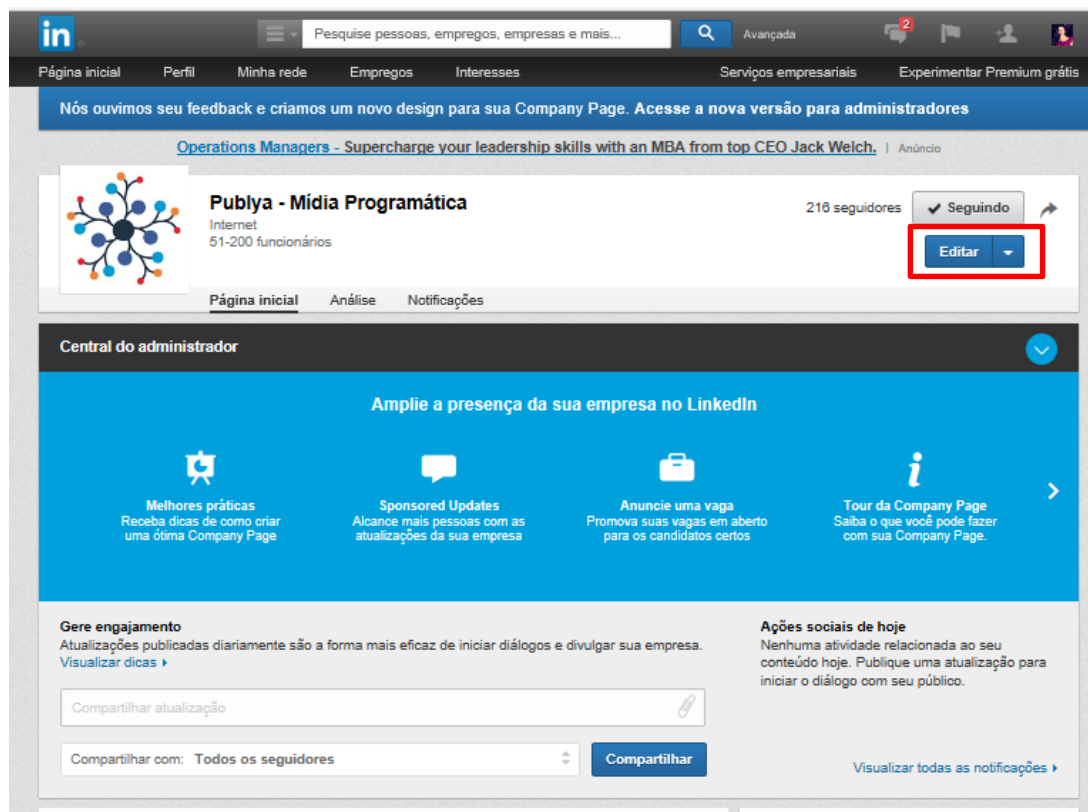 in
Pesquise pessoas, empregos, empresas e mais...
Avançada
2
Página inicial Perfil Minha rede Empregos Interesses Serviços empresariais Experimentar Premium grátis
Nós ouvimos seu feedback e criamos um novo design para sua Company Page. Acesse a nova versão para administradores
Operations Managers - Supercharge your leadership skills with an MBA from top CEO Jack Welch. | Anúncio
Publya - Mídia Programática
Internet
51-200 funcionários
216 seguidores
Seguindo
Editar
Página inicial Análise Notificações
Central do administrador
Amplie a presença da sua empresa no LinkedIn
Melhores práticas
Receba dicas de como criar
uma ótima Company Page
Sponsored Updates
Alcance mais pessoas com as
atualizações da sua empresa
Anuncie uma vaga
Promova suas vagas em aberto
para os candidatos certos
Tour da Company Page
Saiba o que você pode fazer
com sua Company Page.
Gere engajamento
Atualizações publicadas diariamente são a forma mais eficaz de iniciar diálogos e divulgar sua empresa.
Visualizar dicas
Compartilhar atualização
Compartilhar com: Todos os seguidores
Compartilhar
Ações sociais de hoje
Nenhuma atividade relacionada ao seu
conteúdo hoje. Publique uma atualização para
iniciar o diálogo com seu público.
Visualizar todas as notificações